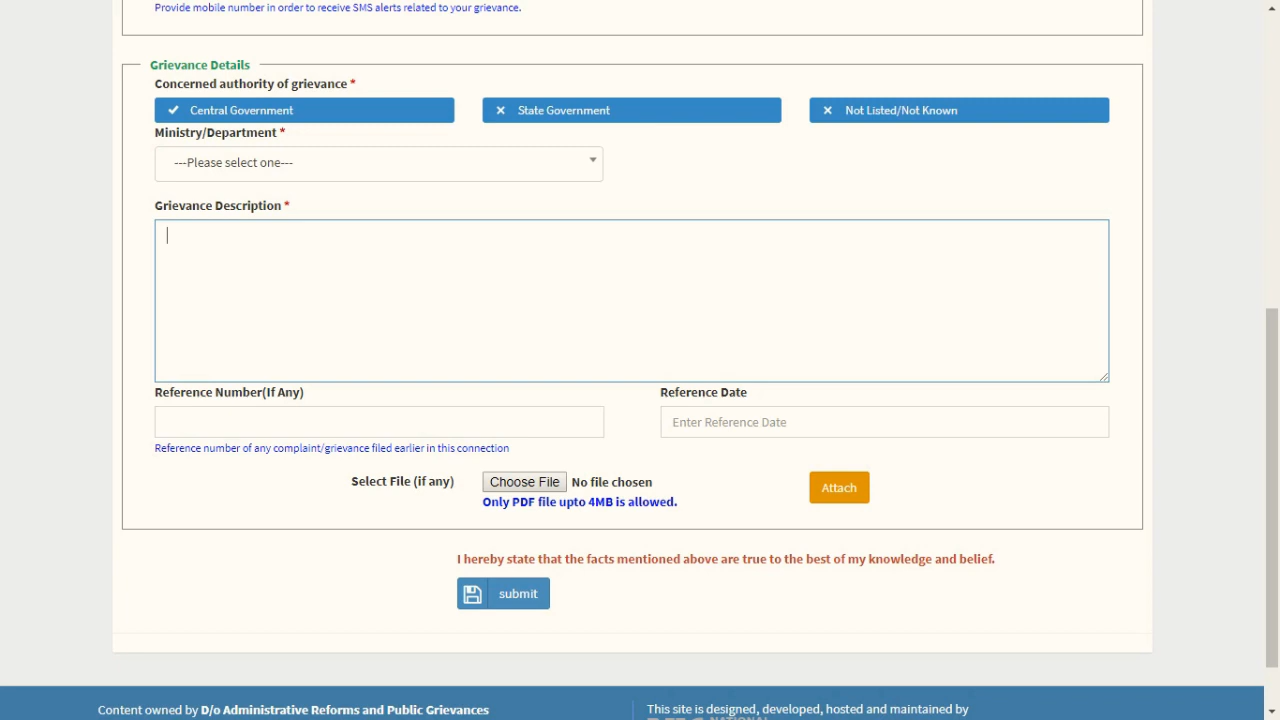 Provide mobile number in order to receive SMS alerts related to your grievance.
Grievance Details
Concerned authority of grievance *
Central Government
State Government
Not Listed/Not Known
Ministry/Department *
---Please select one---
Grievance Description *
Reference Number(If Any)
Reference Date
Enter Reference Date
Reference number of any complaint/grievance filed earlier in this connection
Select File (if any)
Choose File No file chosen
Attach
Only PDF file upto 4MB is allowed.
I hereby state that the facts mentioned above are true to the best of my knowledge and belief.
submit
Content owned by D/o Administrative Reforms and Public Grievances
This site is designed, developed, hosted and maintained by
NATIONAL